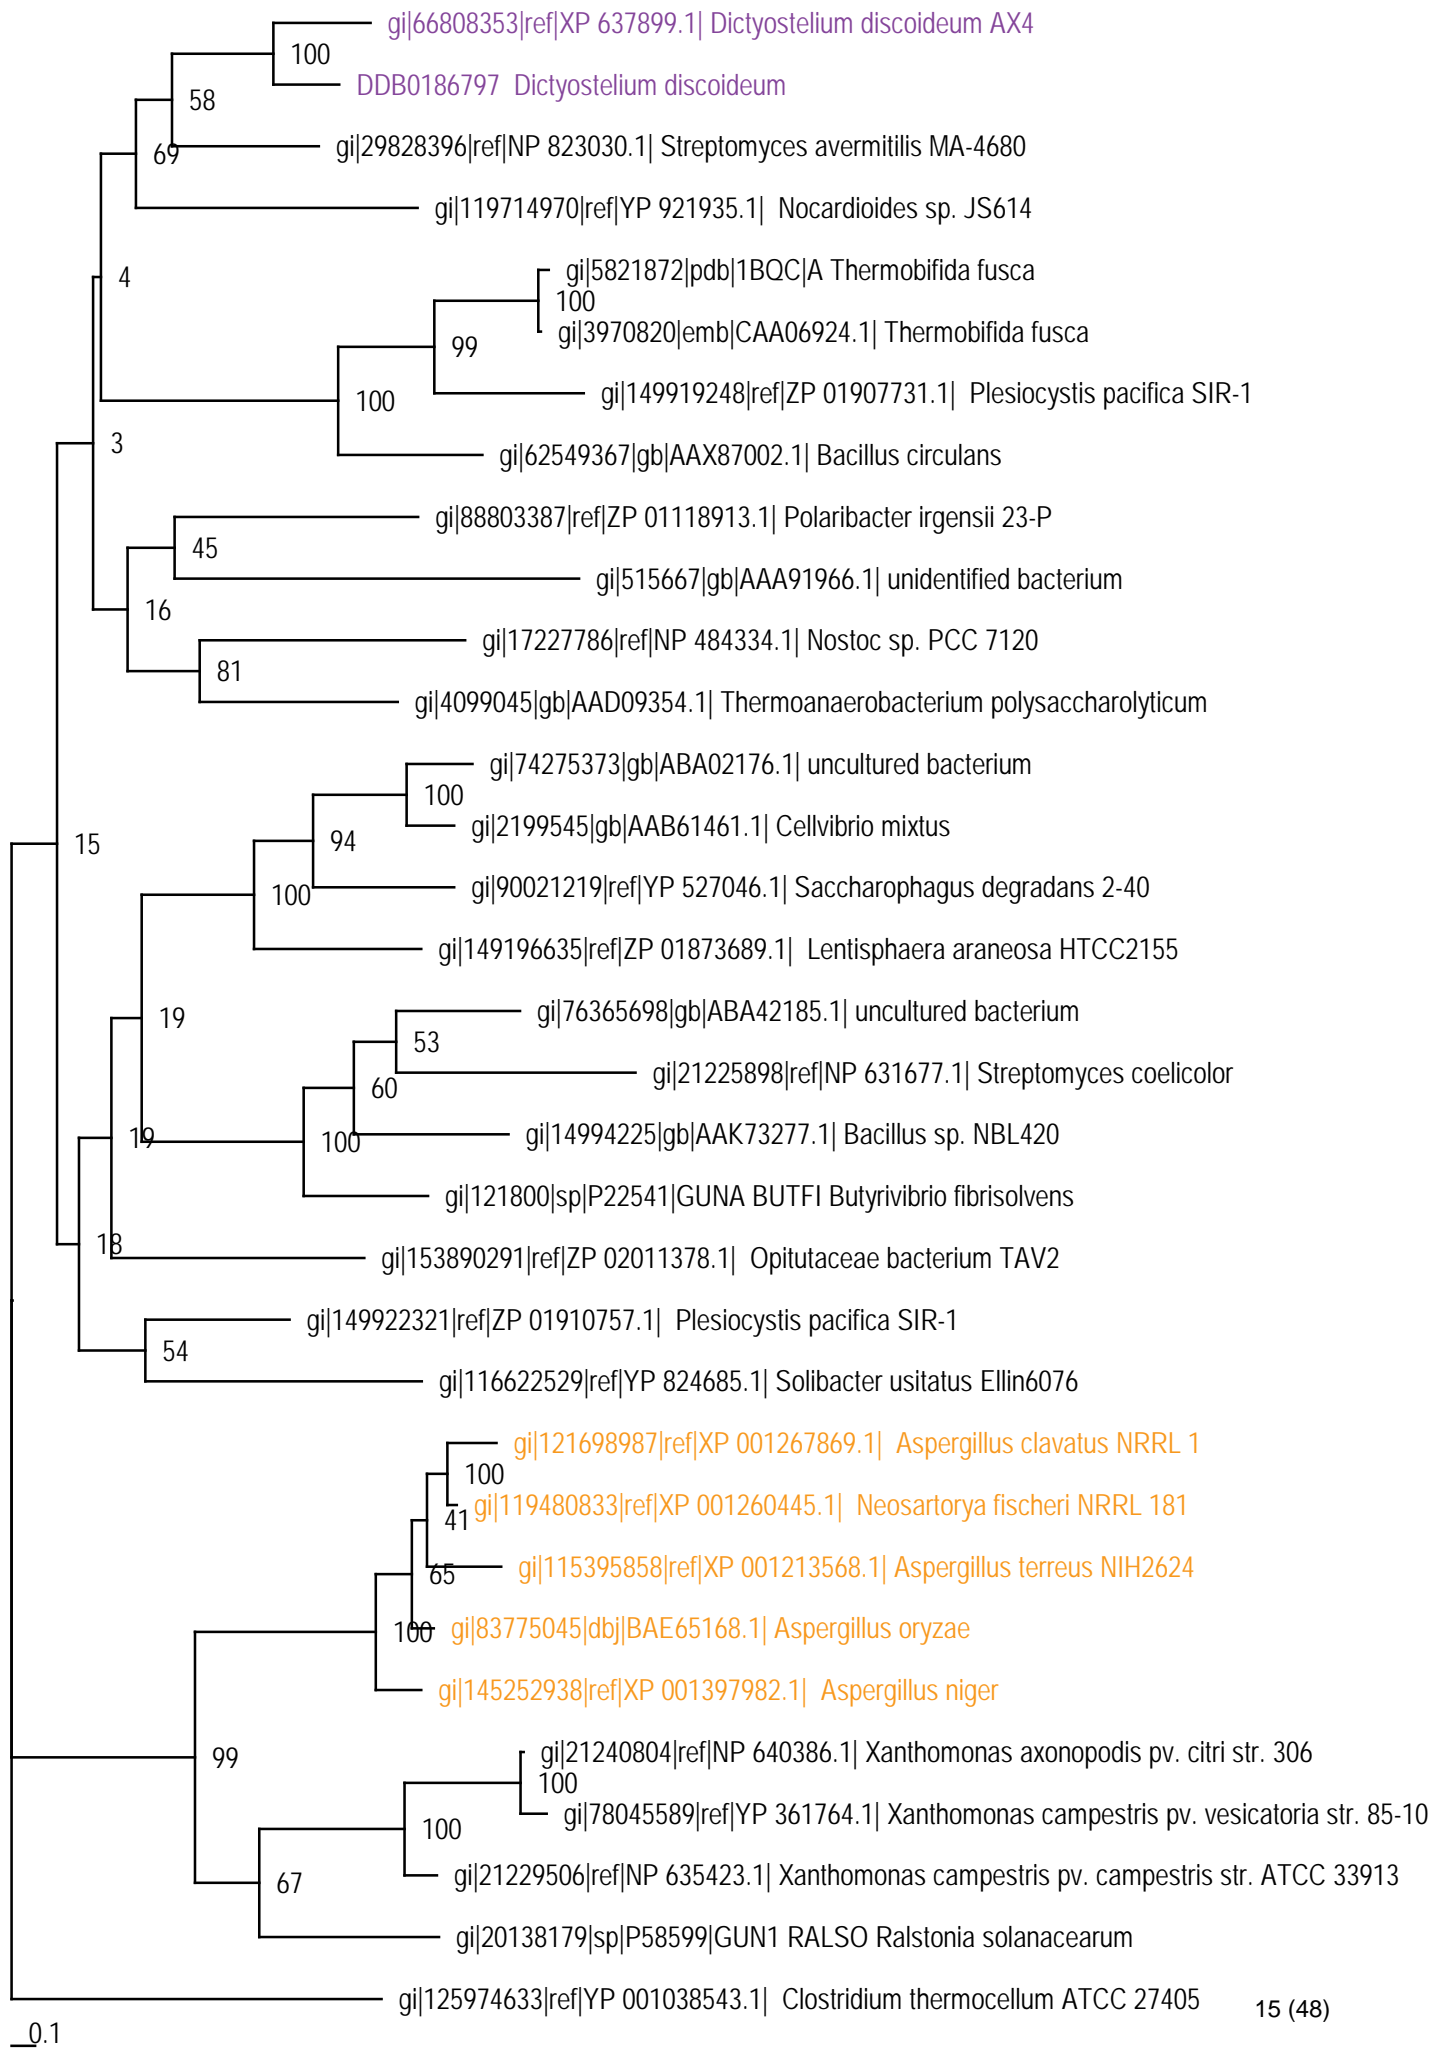 gi|66808353|ref|XP 637899.1| Dictyostelium discoideum AX4
100
DDB0186797 Dictyostelium discoideum
58
gi|29828396|ref|NP 823030.1| Streptomyces avermitilis MA-4680
69
gi|119714970|ref|YP 921935.1| Nocardioides sp. JS614
gi|5821872|pdb|1BQC|A Thermobifida fusca
4
100
gi|3970820|emb|CAA06924.1| Thermobifida fusca
99
gi|149919248|ref|ZP 01907731.1| Plesiocystis pacifica SIR-1
100
3
gi|62549367|gb|AAX87002.1| Bacillus circulans
gi|88803387|ref|ZP 01118913.1| Polaribacter irgensii 23-P
45
gi|515667|gb|AAA91966.1| unidentified bacterium
16
gi|17227786|ref|NP 484334.1| Nostoc sp. PCC 7120
81
gi|4099045|gb|AAD09354.1| Thermoanaerobacterium polysaccharolyticum
gi|74275373|gb|ABA02176.1| uncultured bacterium
100
gi|2199545|gb|AAB61461.1| Cellvibrio mixtus
15
94
gi|90021219|ref|YP 527046.1| Saccharophagus degradans 2-40
100
gi|149196635|ref|ZP 01873689.1| Lentisphaera araneosa HTCC2155
gi|76365698|gb|ABA42185.1| uncultured bacterium
19
53
gi|21225898|ref|NP 631677.1| Streptomyces coelicolor
60
gi|14994225|gb|AAK73277.1| Bacillus sp. NBL420
19
100
gi|121800|sp|P22541|GUNA BUTFI Butyrivibrio fibrisolvens
18
gi|153890291|ref|ZP 02011378.1| Opitutaceae bacterium TAV2
gi|149922321|ref|ZP 01910757.1| Plesiocystis pacifica SIR-1
54
gi|116622529|ref|YP 824685.1| Solibacter usitatus Ellin6076
gi|121698987|ref|XP 001267869.1| Aspergillus clavatus NRRL 1
100
gi|119480833|ref|XP 001260445.1| Neosartorya fischeri NRRL 181
41
gi|115395858|ref|XP 001213568.1| Aspergillus terreus NIH2624
65
gi|83775045|dbj|BAE65168.1| Aspergillus oryzae
100
gi|145252938|ref|XP 001397982.1| Aspergillus niger
gi|21240804|ref|NP 640386.1| Xanthomonas axonopodis pv. citri str. 306
99
100
gi|78045589|ref|YP 361764.1| Xanthomonas campestris pv. vesicatoria str. 85-10
100
gi|21229506|ref|NP 635423.1| Xanthomonas campestris pv. campestris str. ATCC 33913
67
gi|20138179|sp|P58599|GUN1 RALSO Ralstonia solanacearum
gi|125974633|ref|YP 001038543.1| Clostridium thermocellum ATCC 27405
15 (48)
0.1